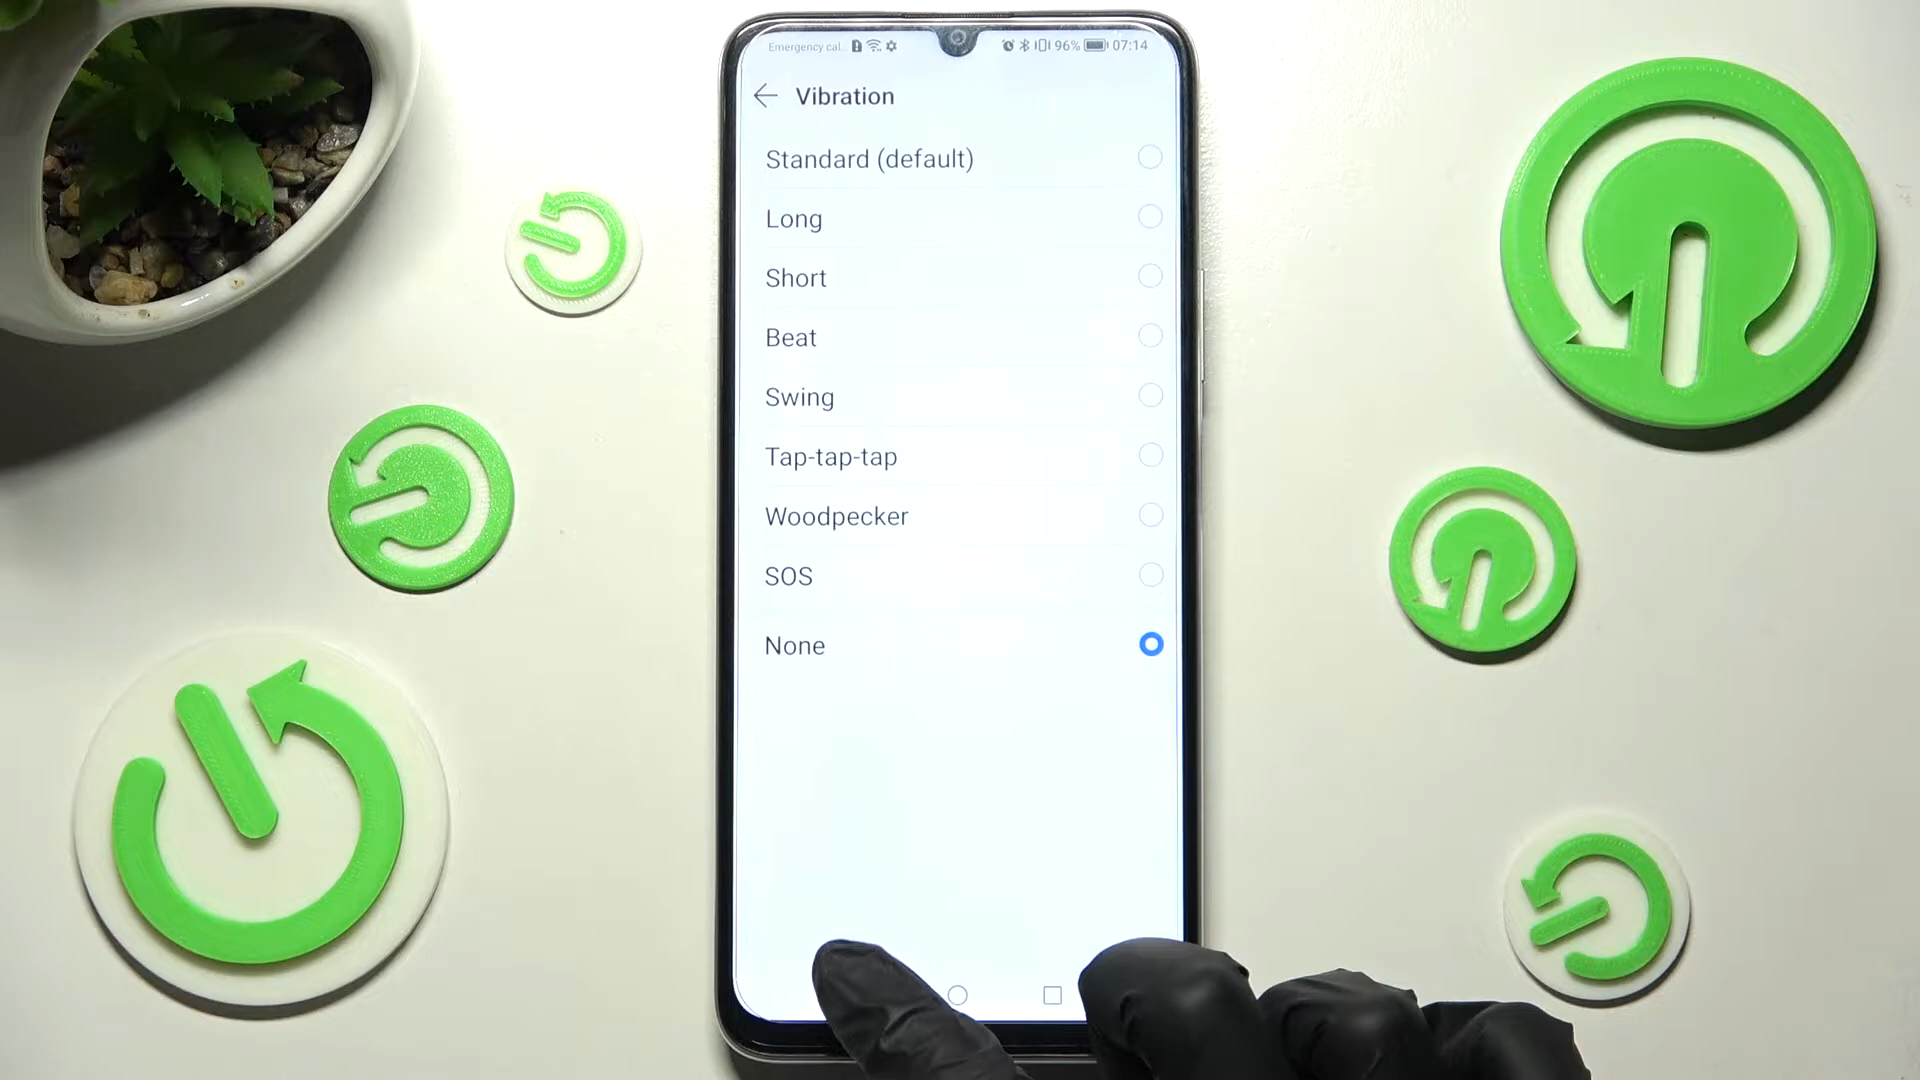 Emergency cal... 96% 07:14
Vibration
Standard (default)
Long
Short
Beat
Swing
Tap-tap-tap
Woodpecker
SOS
None